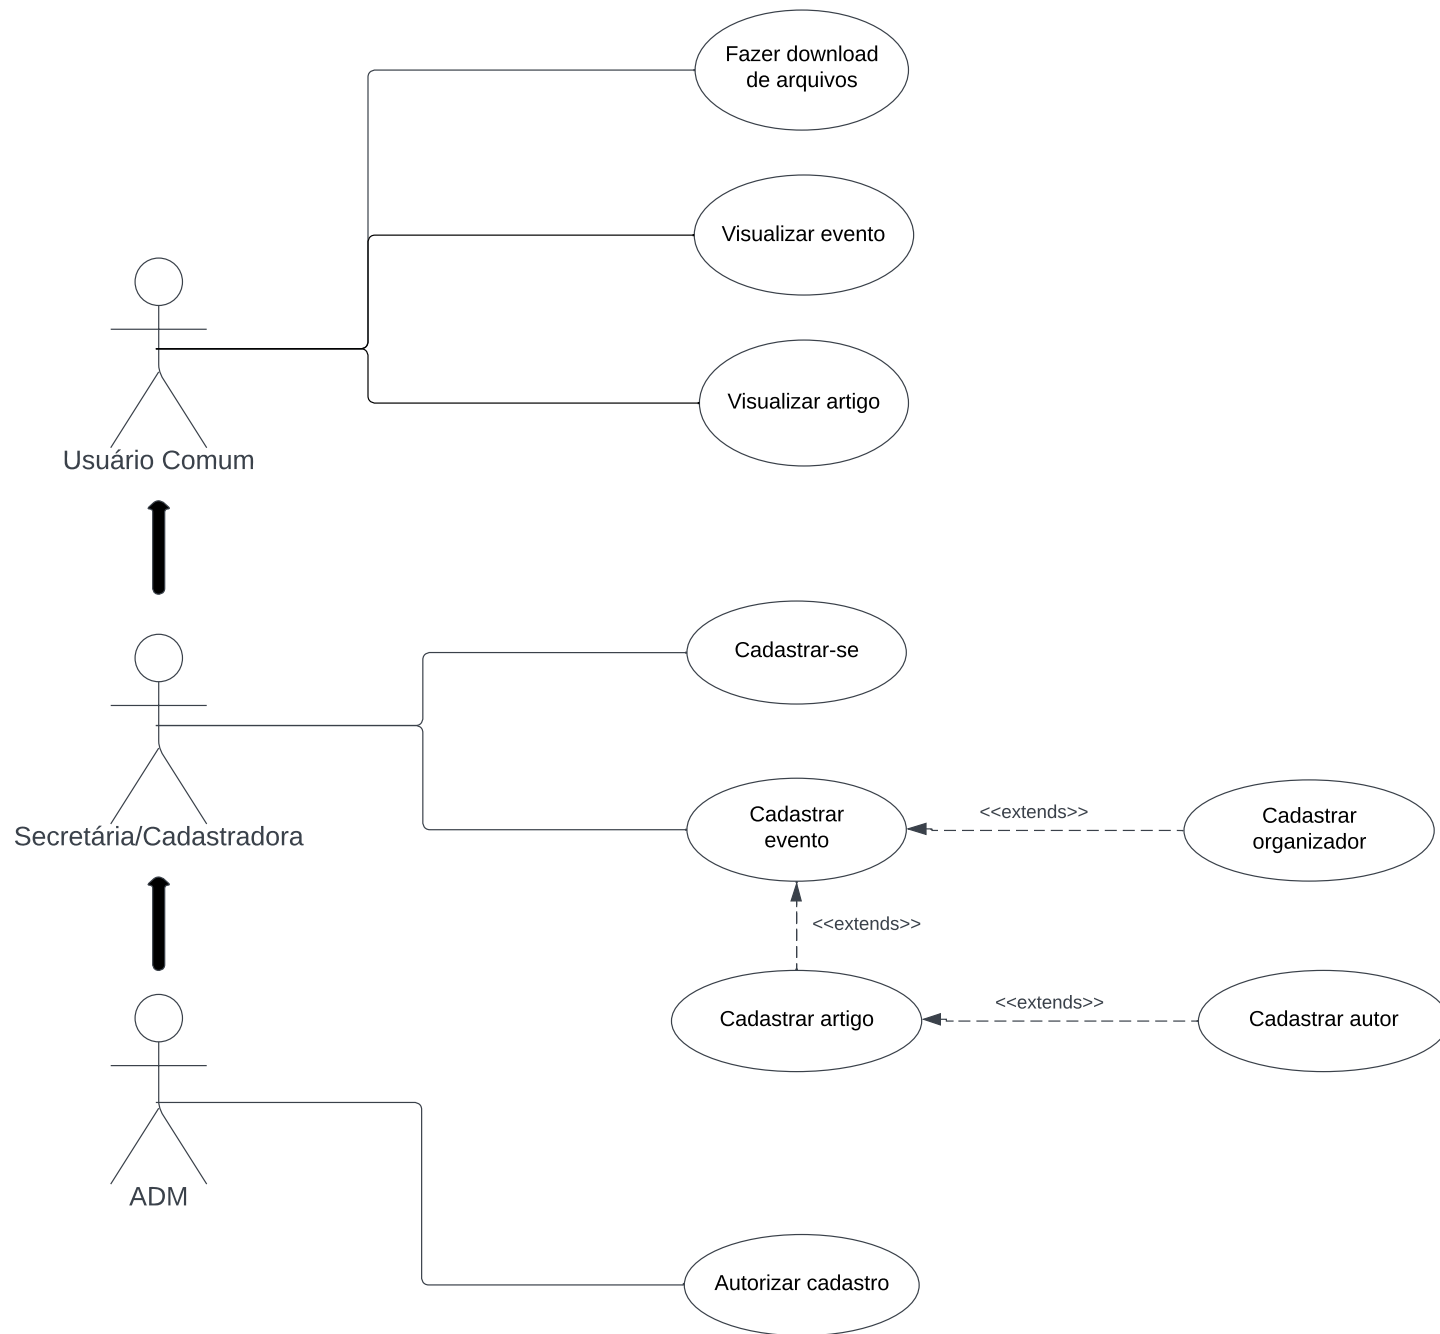 Fazer download
de arquivos
Visualizar evento
Visualizar artigo
Usuário Comum
Cadastrar-se
Cadastrar
evento
<<extends>>
Cadastrar
organizador
Secretária/Cadastradora
<<extends>>
Cadastrar artigo
<<extends>>
Cadastrar autor
ADM
Autorizar cadastro